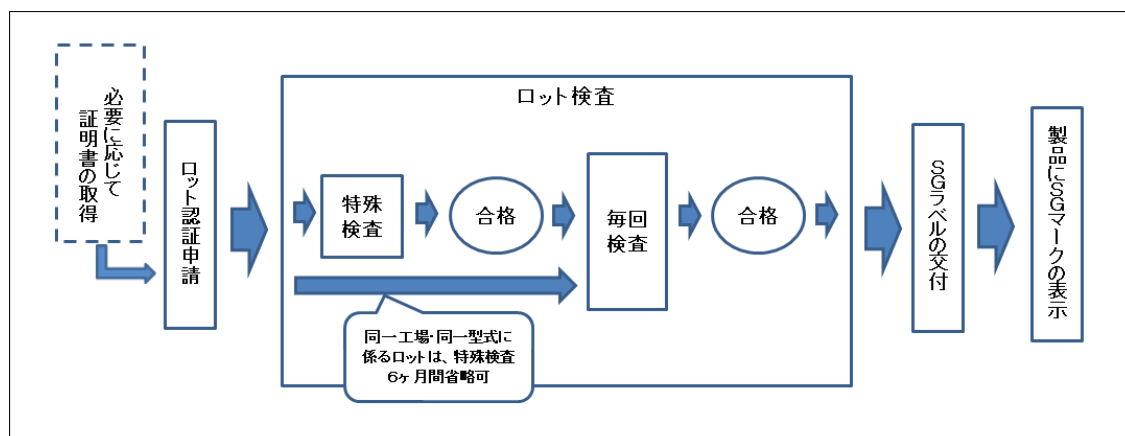 必要に応じて
証明書の取得
ロット認証申請
ロット検査
特殊
検査
合格
毎回
検査
合格
同一工場・同一型式に
係るロットは、特殊検査
6ヶ月間省略可
SGラベルの交付
製品にSGマークの表示